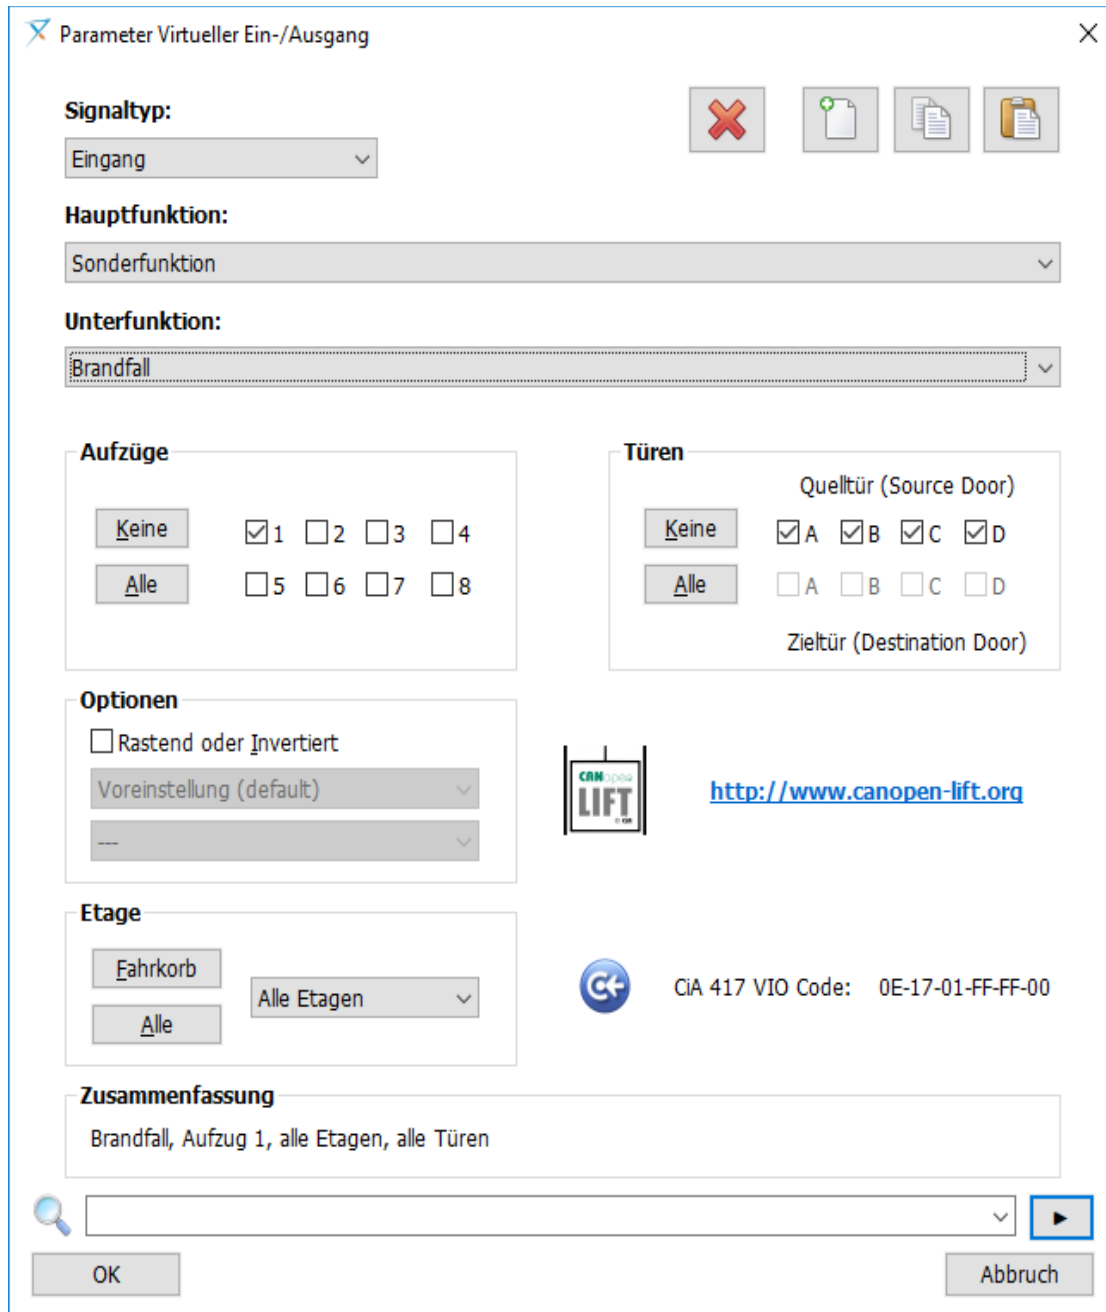 Parameter Virtueller Ein-/Ausgang
Signaltyp:
Eingang
Hauptfunktion:
Sonderfunktion
Unterfunktion:
Brandfall
Aufzüge
Keine
1 2 3 4
Alle
5 6 7 8
Türen
Quelltür (Source Door)
Keine
A B C D
Alle
A B C D
Zieltür (Destination Door)
Optionen
Rastend oder Invertiert
Voreinstellung (default)
---
CANopen
LIFT
© CiA
http://www.canopen-lift.org
Etage
Fahrkorb
Alle Etagen
Alle
CiA 417 VIO Code: 0E-17-01-FF-FF-00
Zusammenfassung
Brandfall, Aufzug 1, alle Etagen, alle Türen
OK
Abbruch